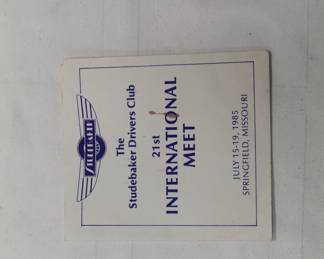 STUDEBAKER
The
Studebaker Drivers Club
21st
INTERNATIONAL
MEET
JULY 15-19, 1985
SPRINGFIELD, MISSOURI